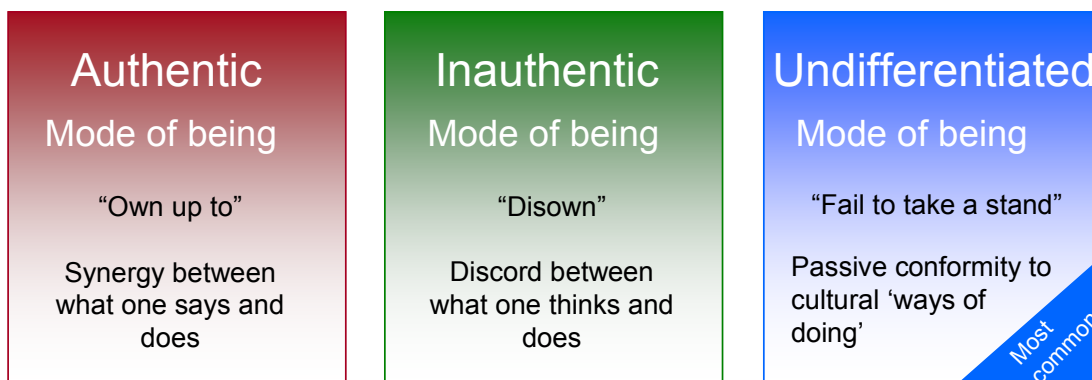 Authentic
Mode of being
“Own up to”
Synergy between
what one says and
does
Inauthentic
Mode of being
“Disown”
Discord between
what one thinks and
does
Undifferentiated
Mode of being
“Fail to take a stand”
Passive conformity to
cultural ‘ways of
doing’
Most
common